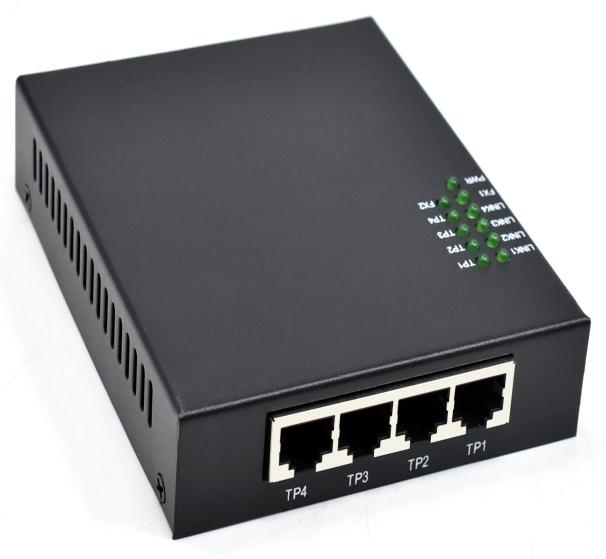 PWR
FX2 FX1
TP4 LINK4
TP3 LINK3
TP2 LINK2
TP1 LINK1
TP4 TP3 TP2 TP1